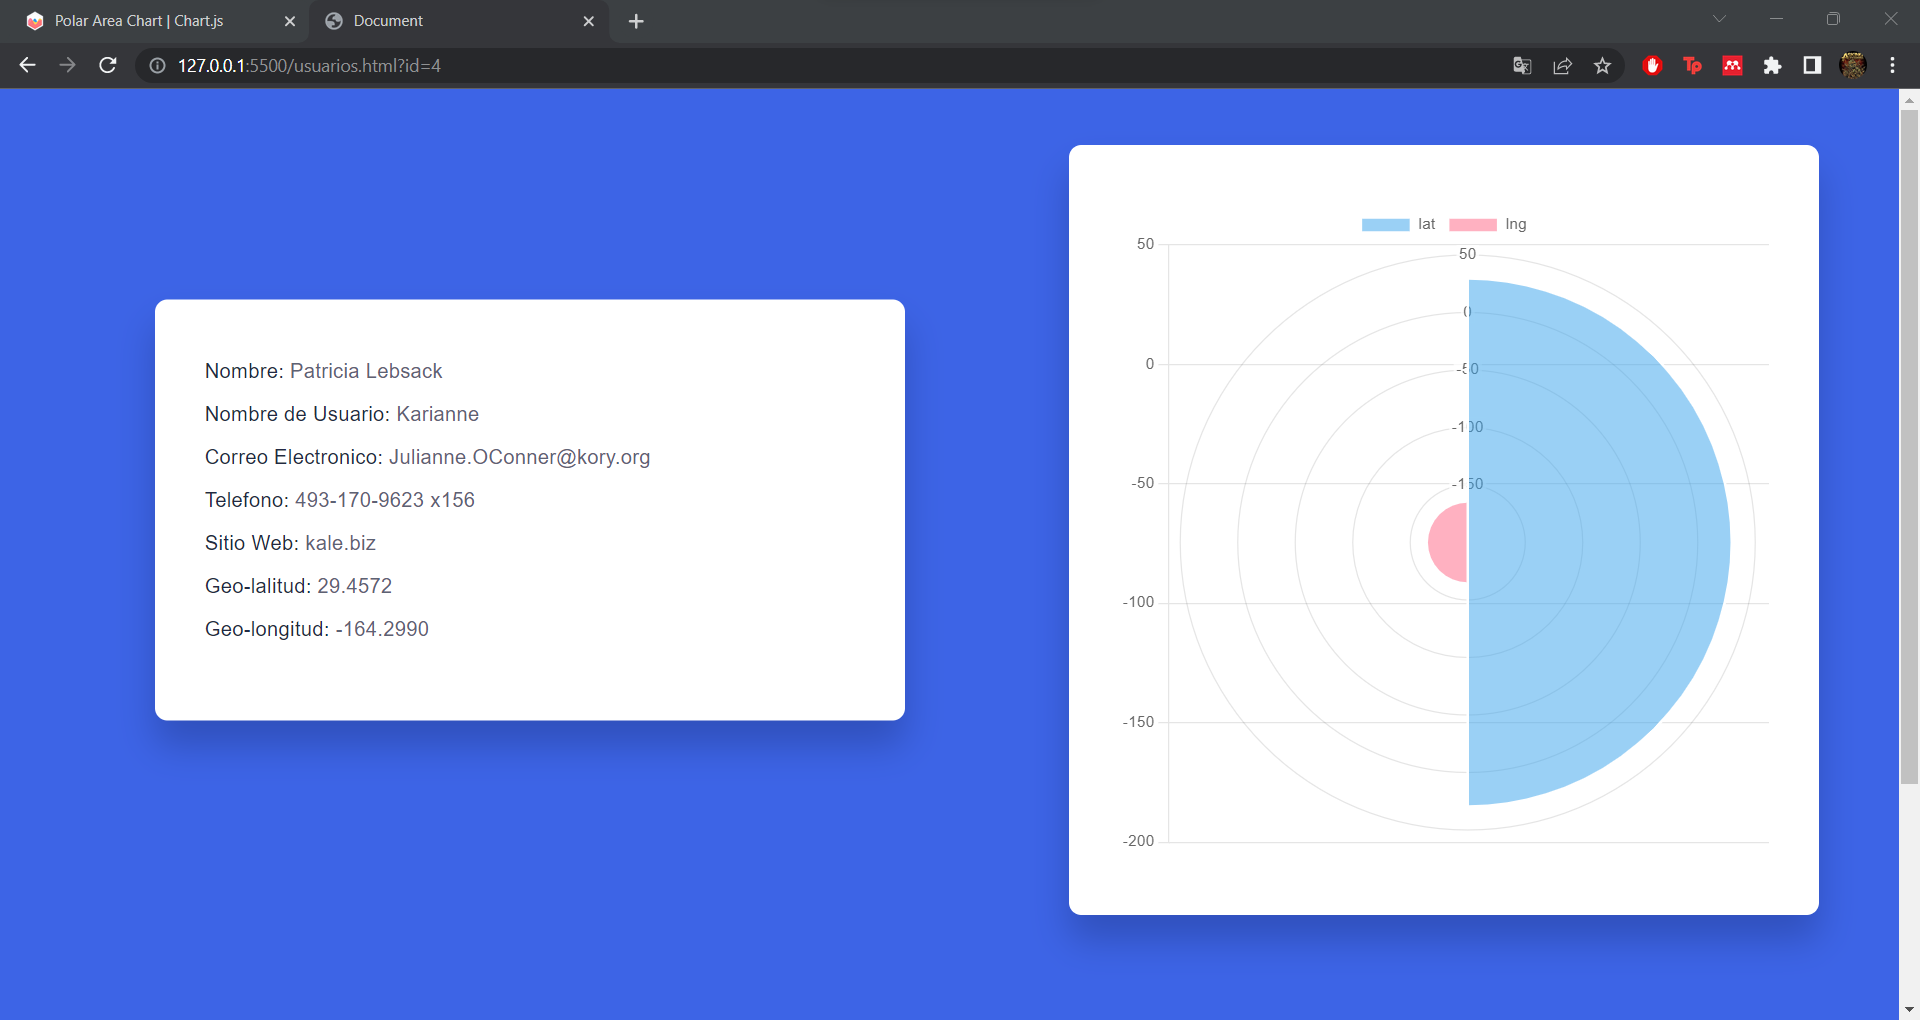 Polar Area Chart | Chart.js
Document
127.0.0.1:5500/usuarios.html?id=4
Nombre: Patricia Lebsack
Nombre de Usuario: Karianne
Correo Electronico: Julianne.OConner@kory.org
Telefono: 493-170-9623 x156
Sitio Web: kale.biz
Geo-lalitud: 29.4572
Geo-longitud: -164.2990
lat lng
50
0
-50
-100
-150
-200
50
0
-50
-100
-150